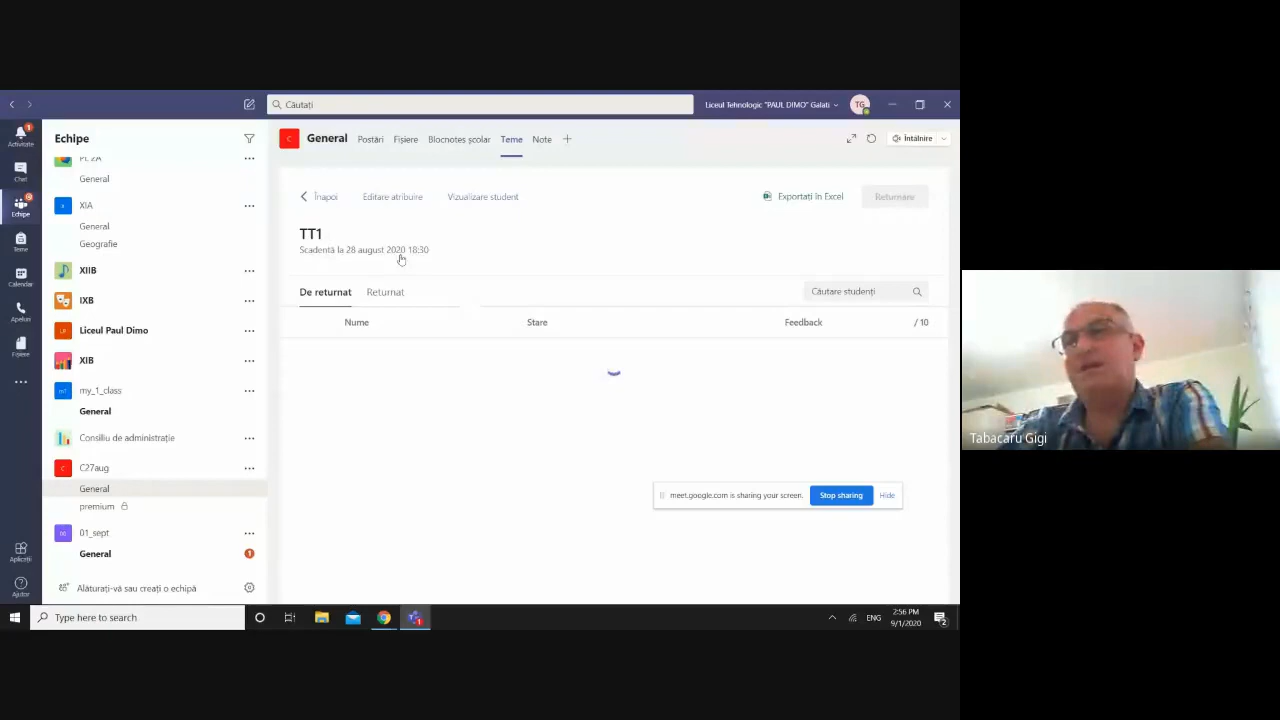 Căutați
Liceul Tehnologic "PAUL DIMO" Galati
TG
Activitate
Chat
Echipe
Teme
Calendar
Apeluri
Fișiere
Aplicații
Ajutor
Echipe
General
XIA
General
Geografie
XIIB
IXB
LP
Liceul Paul Dimo
XIB
my_1_class
General
Consiliu de administrație
C
C27aug
General
premium
01_sept
General
1
Alăturați-vă sau creați o echipă
C
General
Postări
Fișiere
Blocnotes școlar
Teme
Note
Întâlnire
Înapoi
Editare atribuire
Vizualizare student
Exportați în Excel
Returnare
TT1
Scadentă la 28 august 2020 18:30
De returnat
Returnat
Căutare studenți
Nume
Stare
Feedback
/ 10
meet.google.com is sharing your screen.
Stop sharing
Hide
Type here to search
ENG
2:56 PM
9/1/2020
2
Tabacaru Gigi